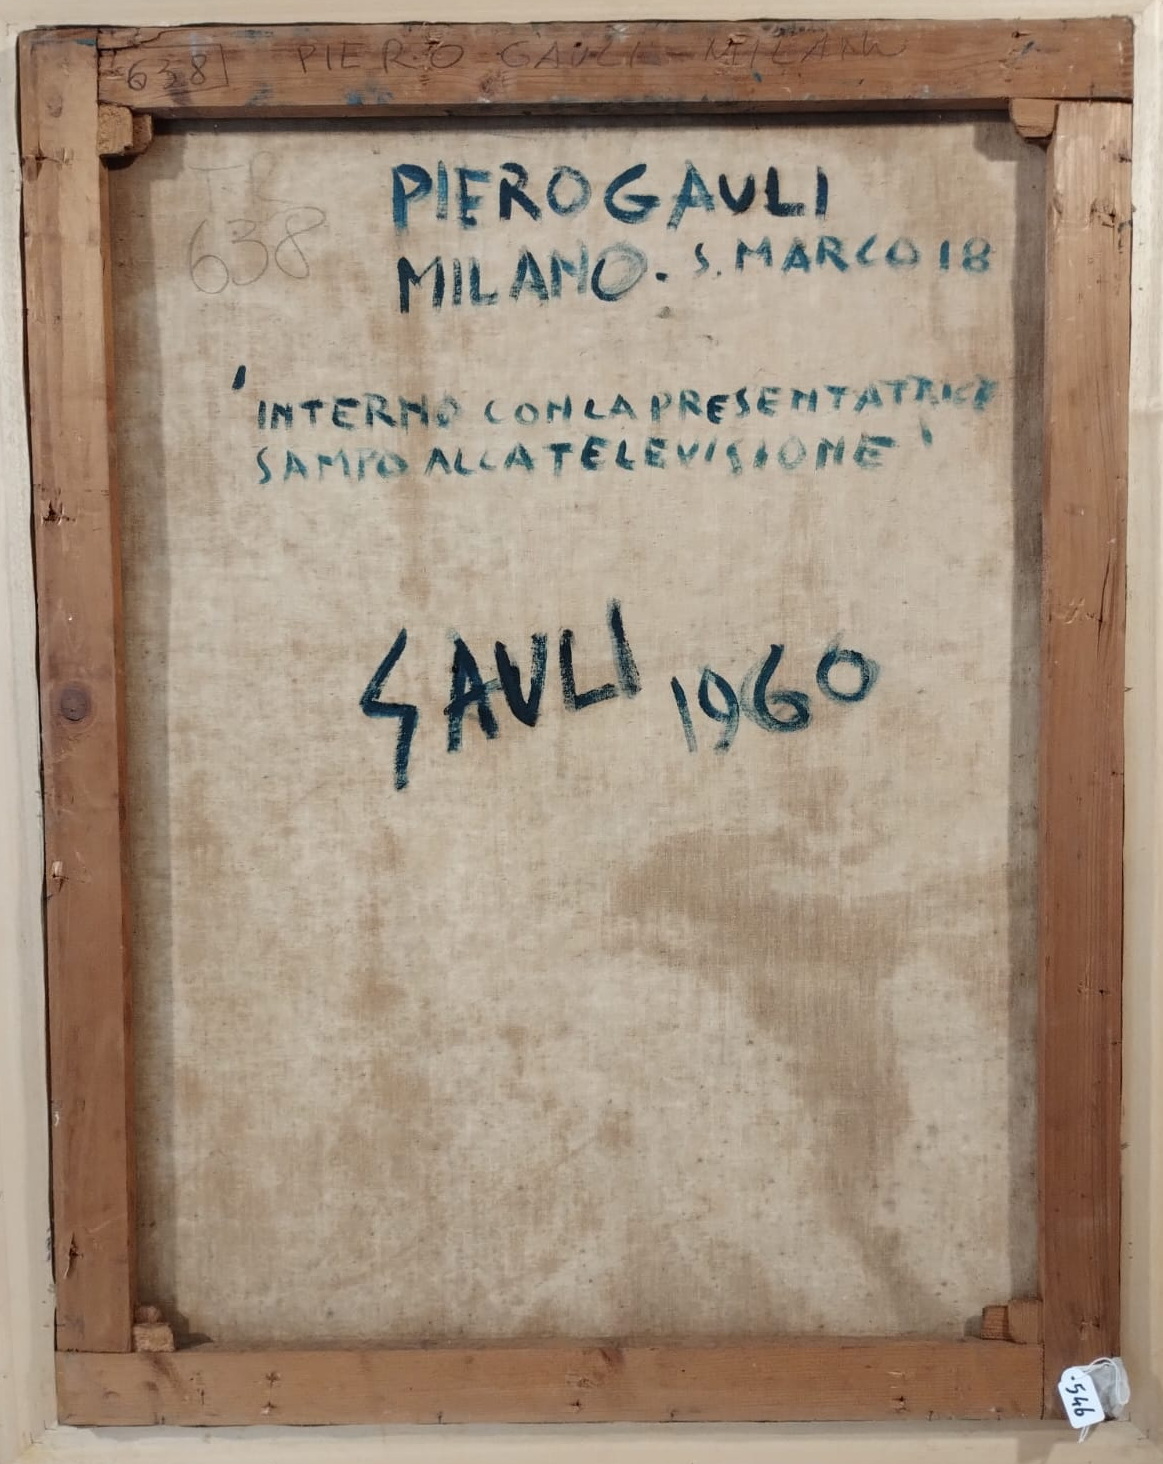 638 PIERO GAULI - MILANO
638
PIERO GAULI
MILANO. S. MARCO 18
'INTERNO CON LA PRESENTATRICE
SAMPO ALLA TELEVISIONE'
GAULI 1960
546